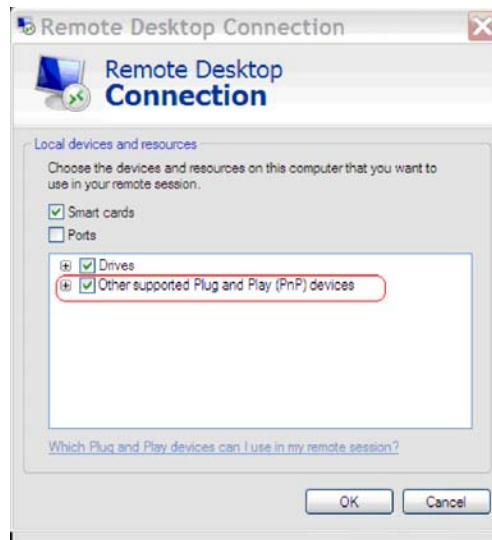 Remote Desktop Connection
Remote Desktop
Connection
Local devices and resources
Choose the devices and resources on this computer that you want to
use in your remote session.
Smart cards
Ports
Drives
Other supported Plug and Play (PnP) devices
Which Plug and Play devices can I use in my remote session?
OK Cancel